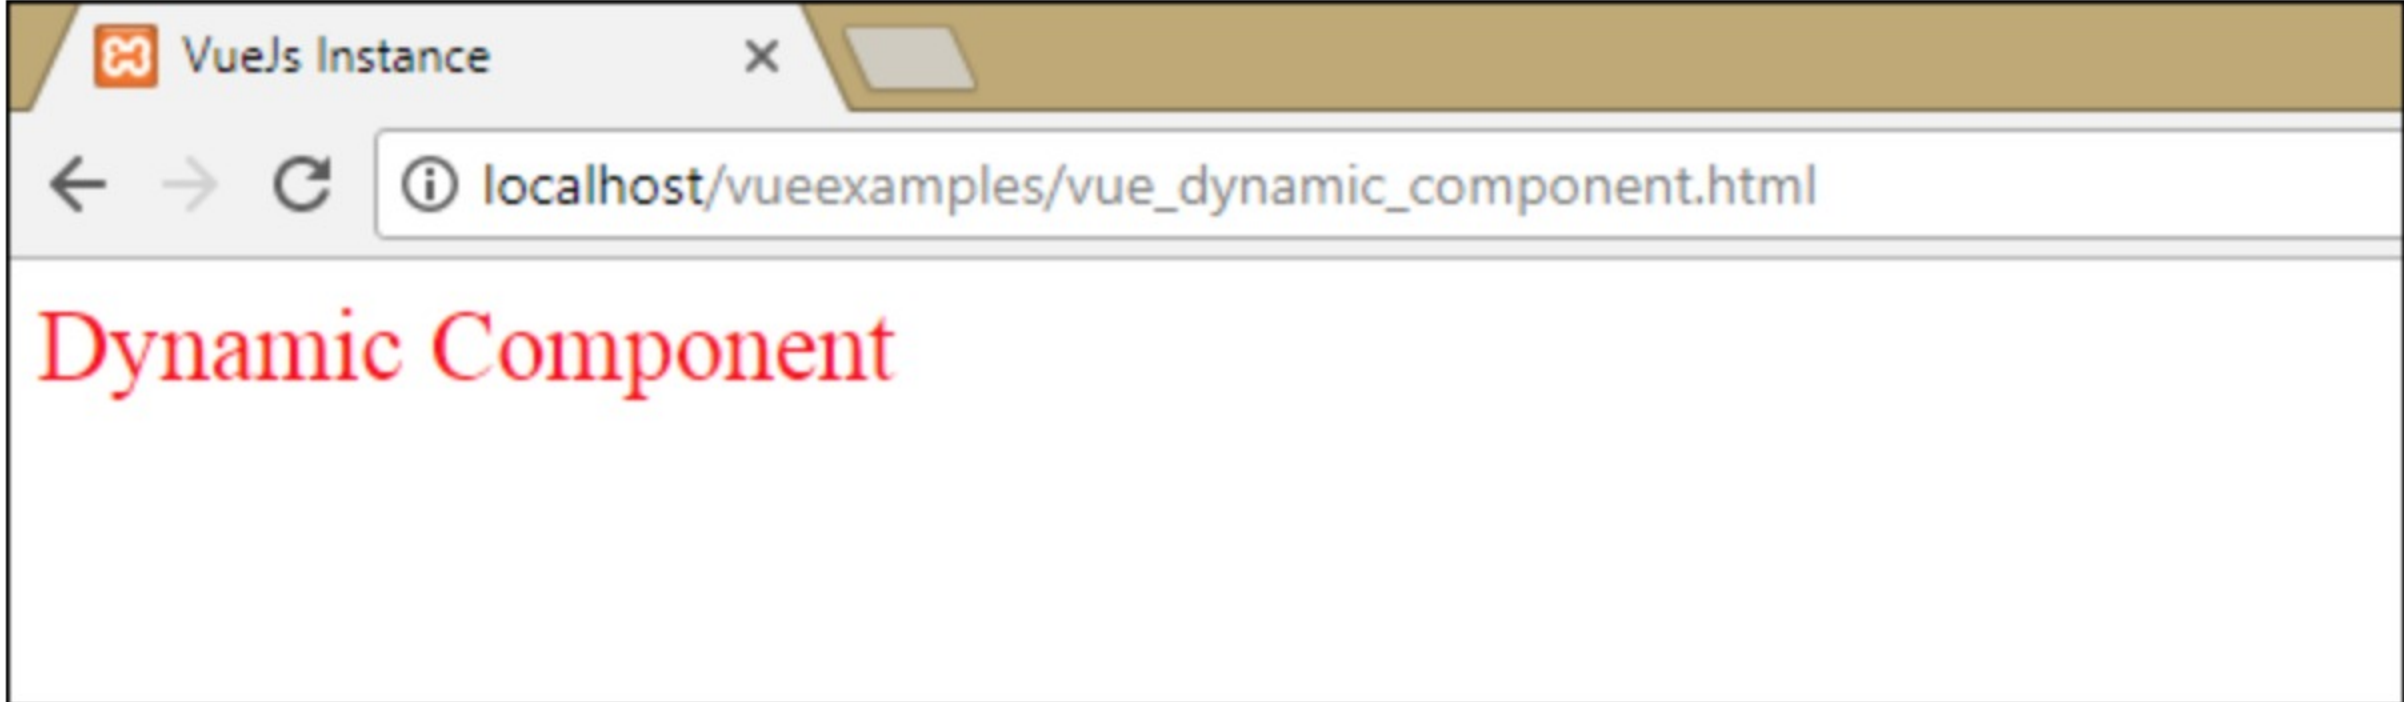 VueJs Instance
localhost/vueexamples/vue_dynamic_component.html
Dynamic Component